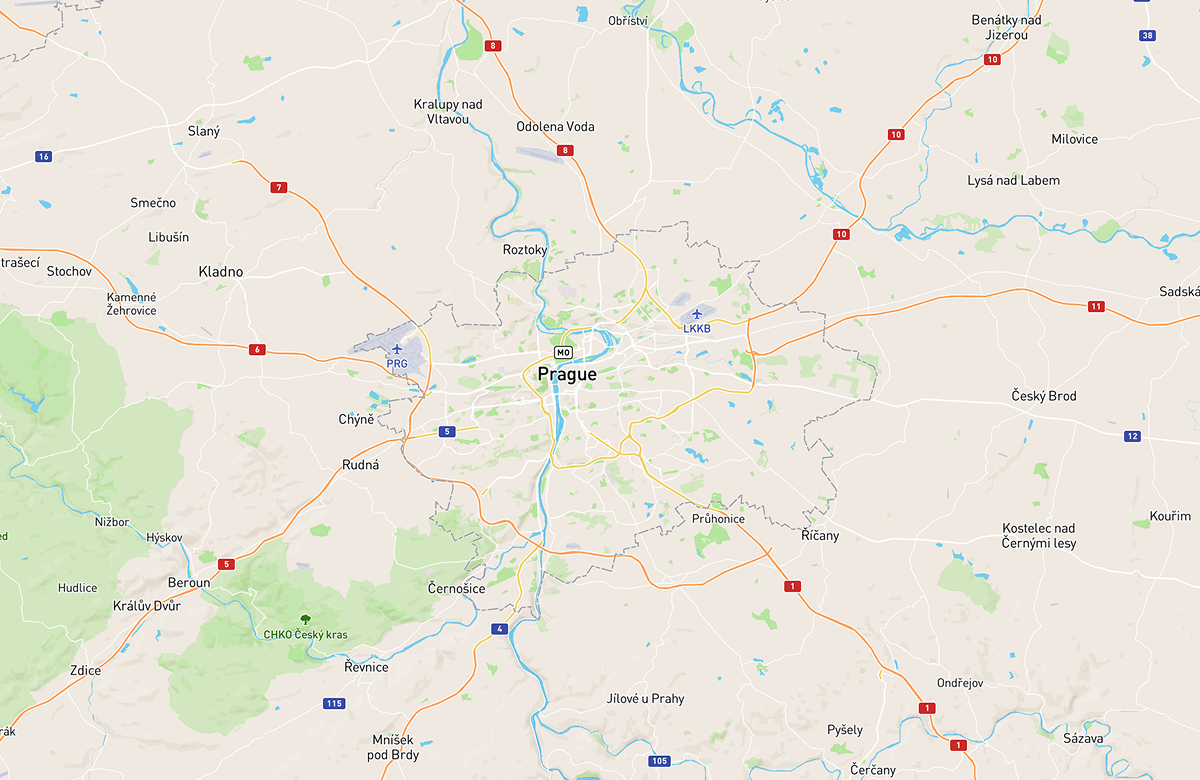 Obříství
Benátky nad
Jizerou
38
8
10
Kralupy nad
Vltavou
Odolena Voda
Slaný
10
Milovice
8
16
Lysá nad Labem
7
Smečno
Libušín
10
Roztoky
trašecí
Stochov
Kladno
Sadská
Kamenné
Žehrovice
11
LKKB
6
M0
PRG
Prague
Český Brod
Chýně
5
12
Rudná
Průhonice
Kouřim
Nižbor
Kostelec nad
Černými lesy
Hýskov
Říčany
ed
5
Beroun
Hudlice
Černošice
1
Králův Dvůr
4
CHKO Český kras
Řevnice
Zdice
Ondřejov
Jílové u Prahy
115
1
rák
Pyšely
Mníšek
pod Brdy
Sázava
1
105
Čerčany